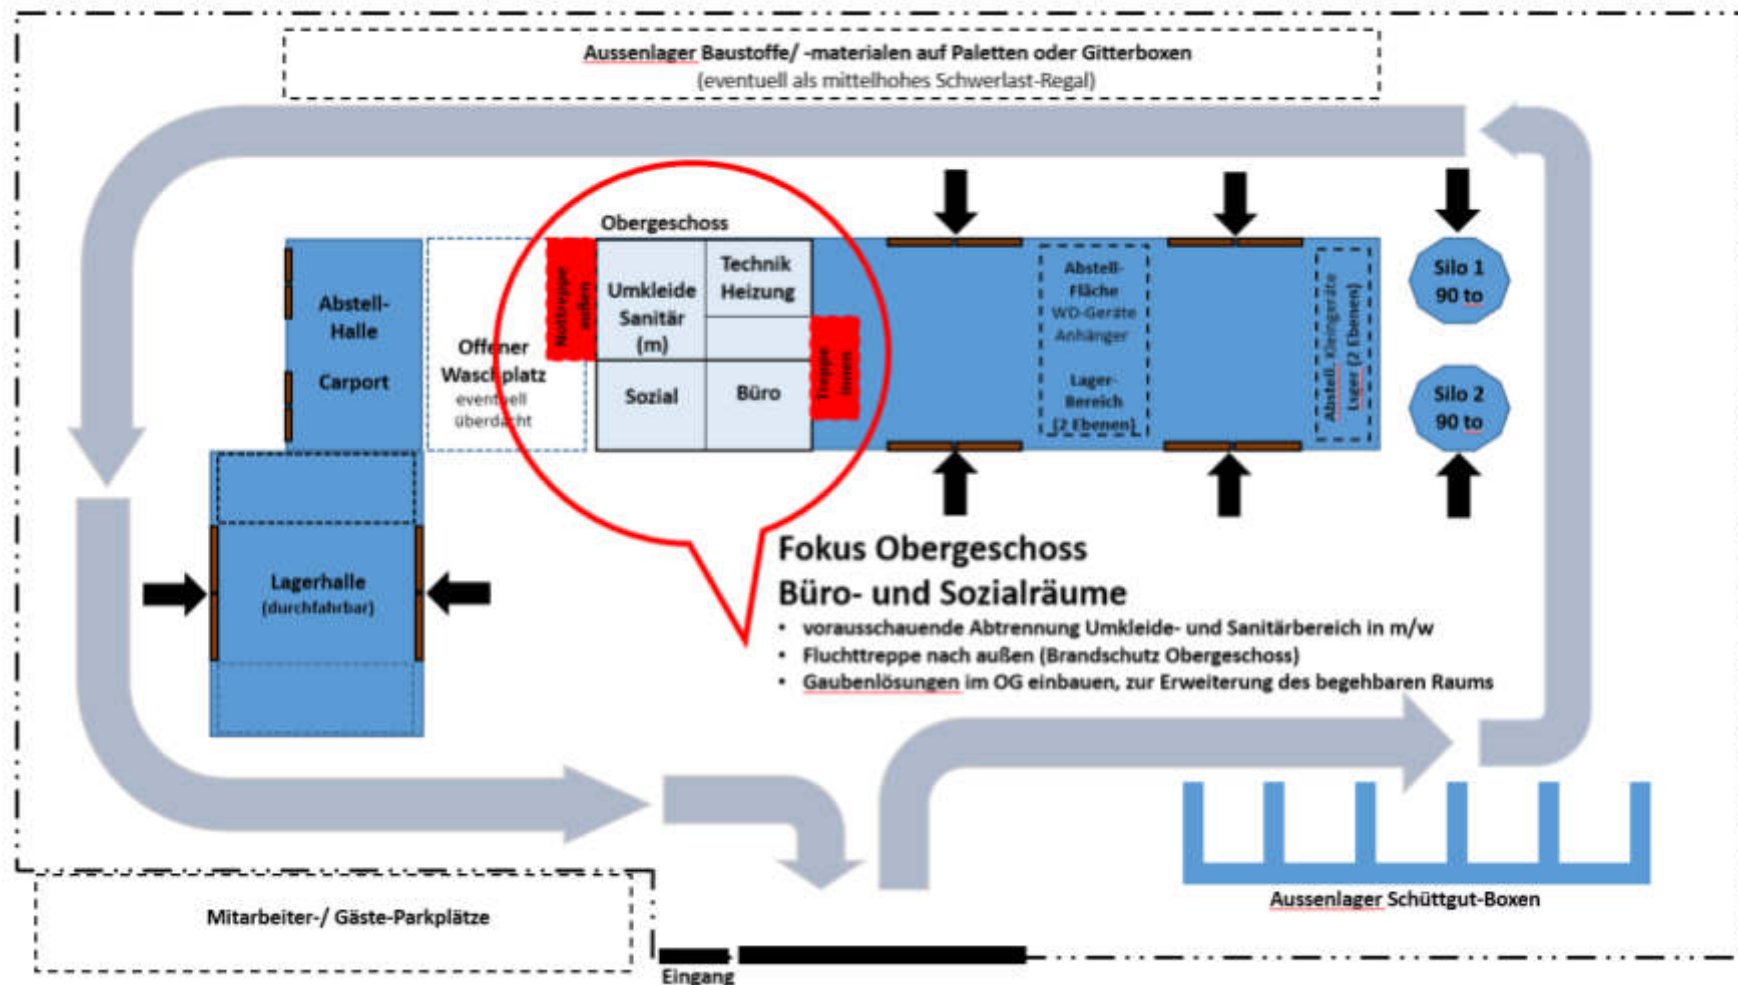 Aussenlager Baustoffe/ -materialen auf Paletten oder Gitterboxen
(eventuell als mittelhohes Schwerlast-Regal)
Obergeschoss
Abstell-
Halle
Carport
Offener
Waschplatz
eventuell
überdacht
Nottreppe
außen
Umkleide
Sanitär
(m)
Technik
Heizung
Sozial
Büro
Treppe
innen
Abstell-
Fläche
WD-Geräte
Anhänger
Lager-
Bereich
(2 Ebenen)
Abstell. Kleingeräte
Lager (2 Ebenen)
Silo 1
90 to
Silo 2
90 to
Lagerhalle
(durchfahrbar)
Fokus Obergeschoss
Büro- und Sozialräume
• vorausschauende Abtrennung Umkleide- und Sanitärbereich in m/w
• Fluchttreppe nach außen (Brandschutz Obergeschoss)
• Gaubenlösungen im OG einbauen, zur Erweiterung des begehbaren Raums
Aussenlager Schüttgut-Boxen
Mitarbeiter-/ Gäste-Parkplätze
Eingang